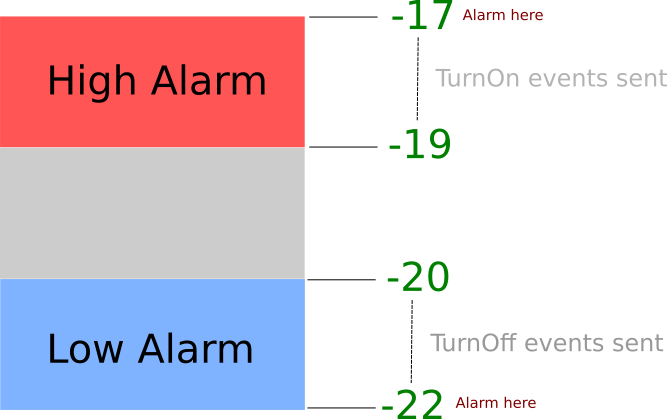 -17 Alarm here
High Alarm
TurnOn events sent
-19
-20
Low Alarm
TurnOff events sent
-22 Alarm here